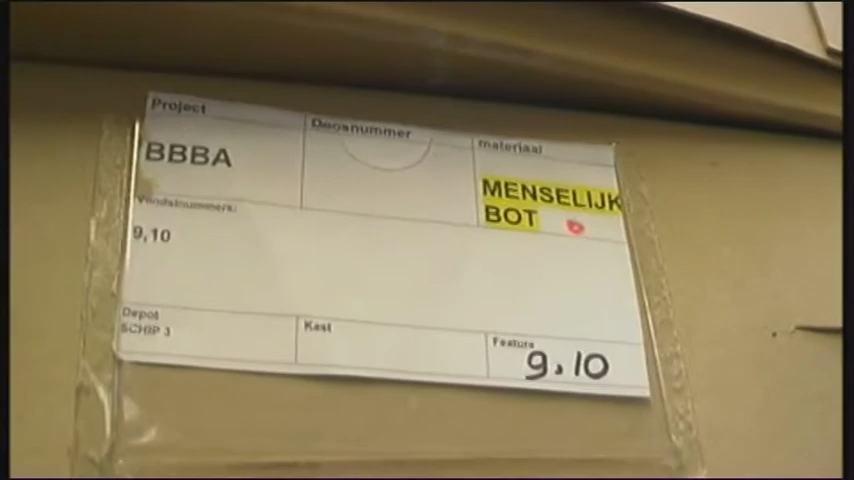 Project
Doosnummer
materiaal
BBBA
MENSELIJK
BOT
Vondstnummers:
9,10
Depot
SCHIP 3
Kast
Feature
9,10